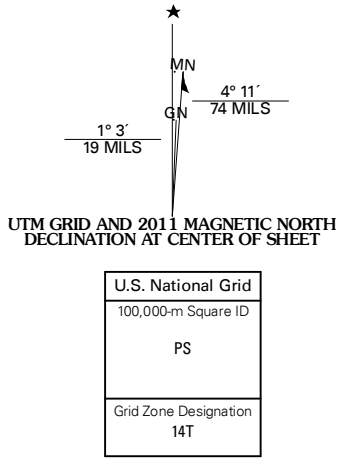 MN
4° 11´
74 MILS
GN
1° 3´
19 MILS
UTM GRID AND 2011 MAGNETIC NORTH
DECLINATION AT CENTER OF SHEET
U.S. National Grid
100,000-m Square ID
PS
Grid Zone Designation
14T